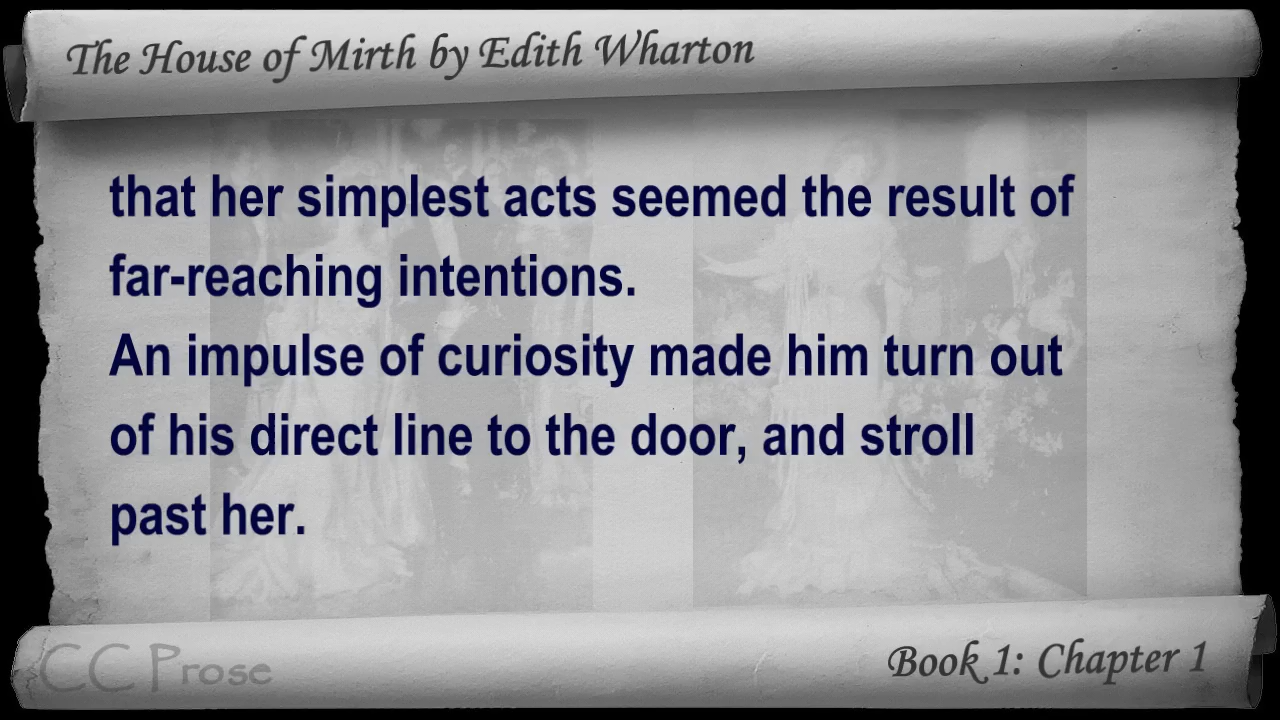 The House of Mirth by Edith Wharton
that her simplest acts seemed the result of
far-reaching intentions.
An impulse of curiosity made him turn out
of his direct line to the door, and stroll
past her.
CC Prose
Book 1: Chapter 1